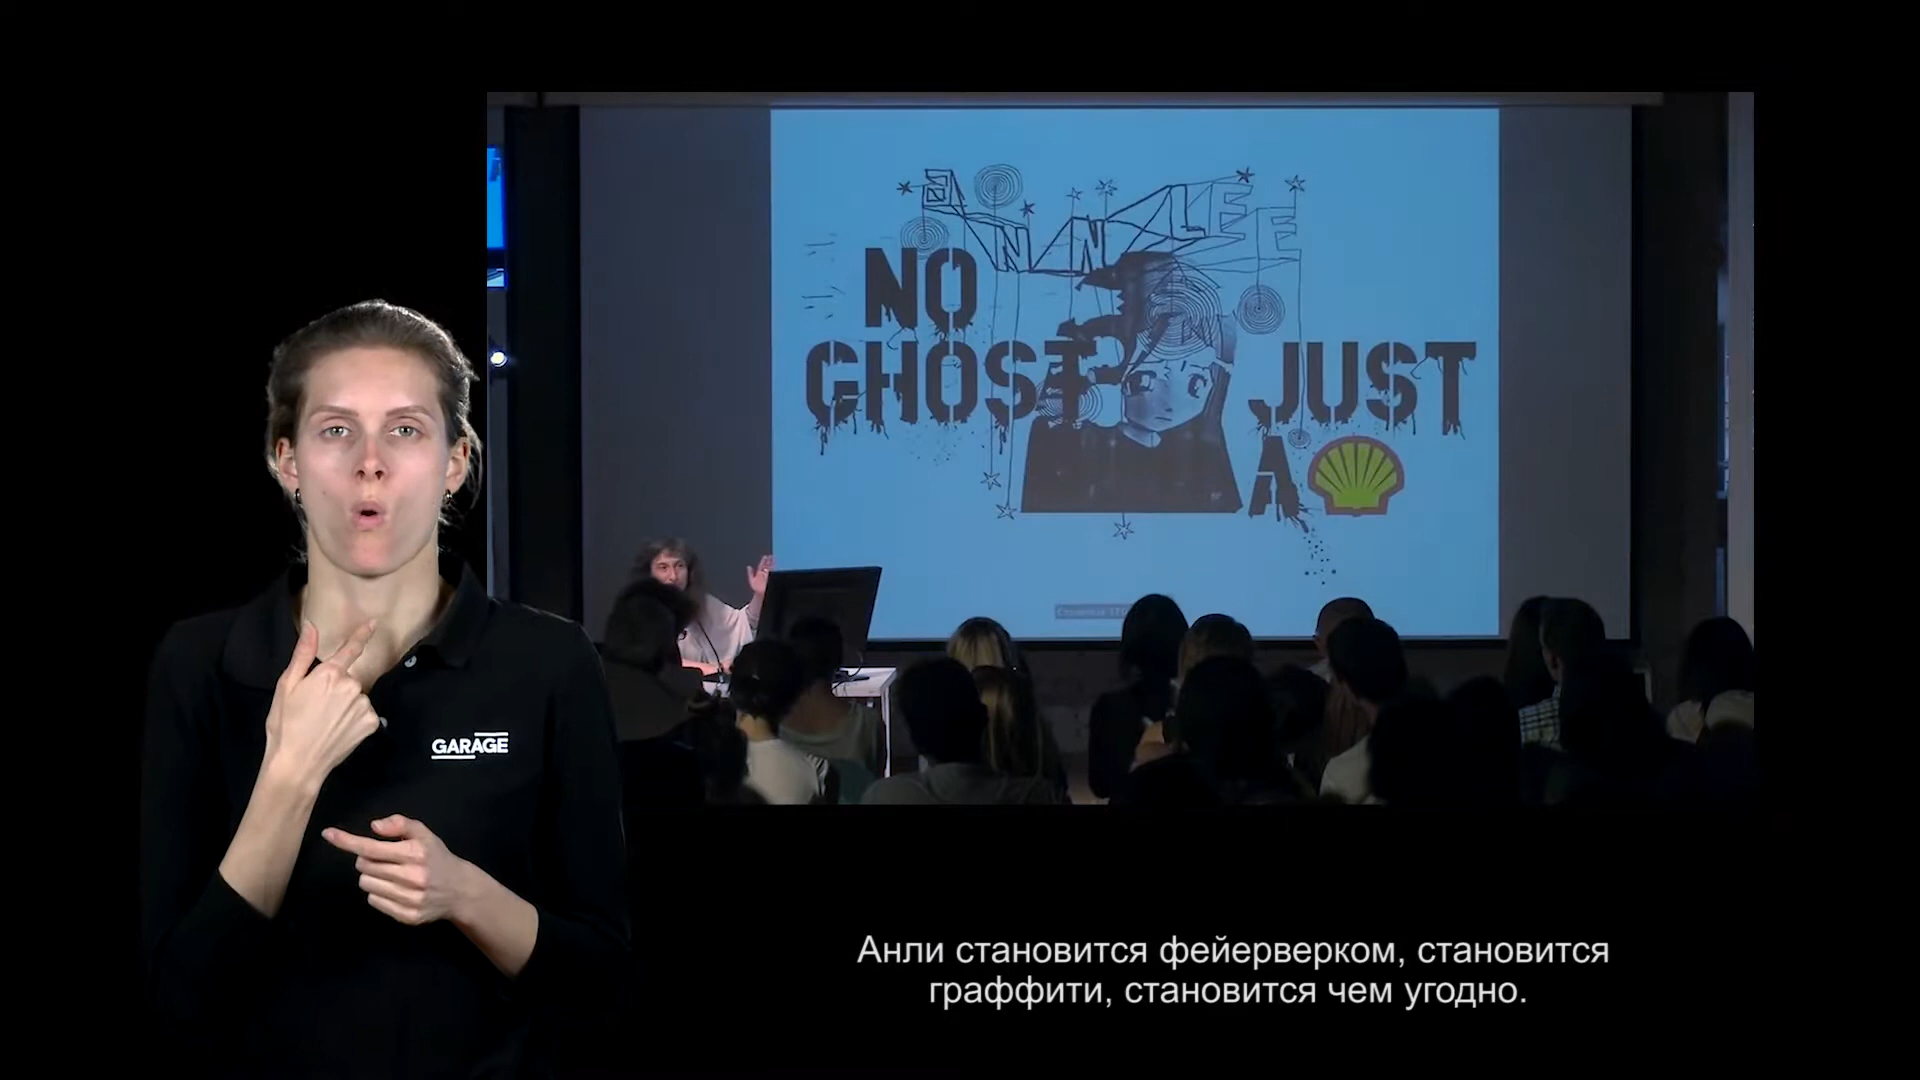 ANNLEE
NO
GHOST JUST
A
GARAGE
Анли становится фейерверком, становится
граффити, становится чем угодно.